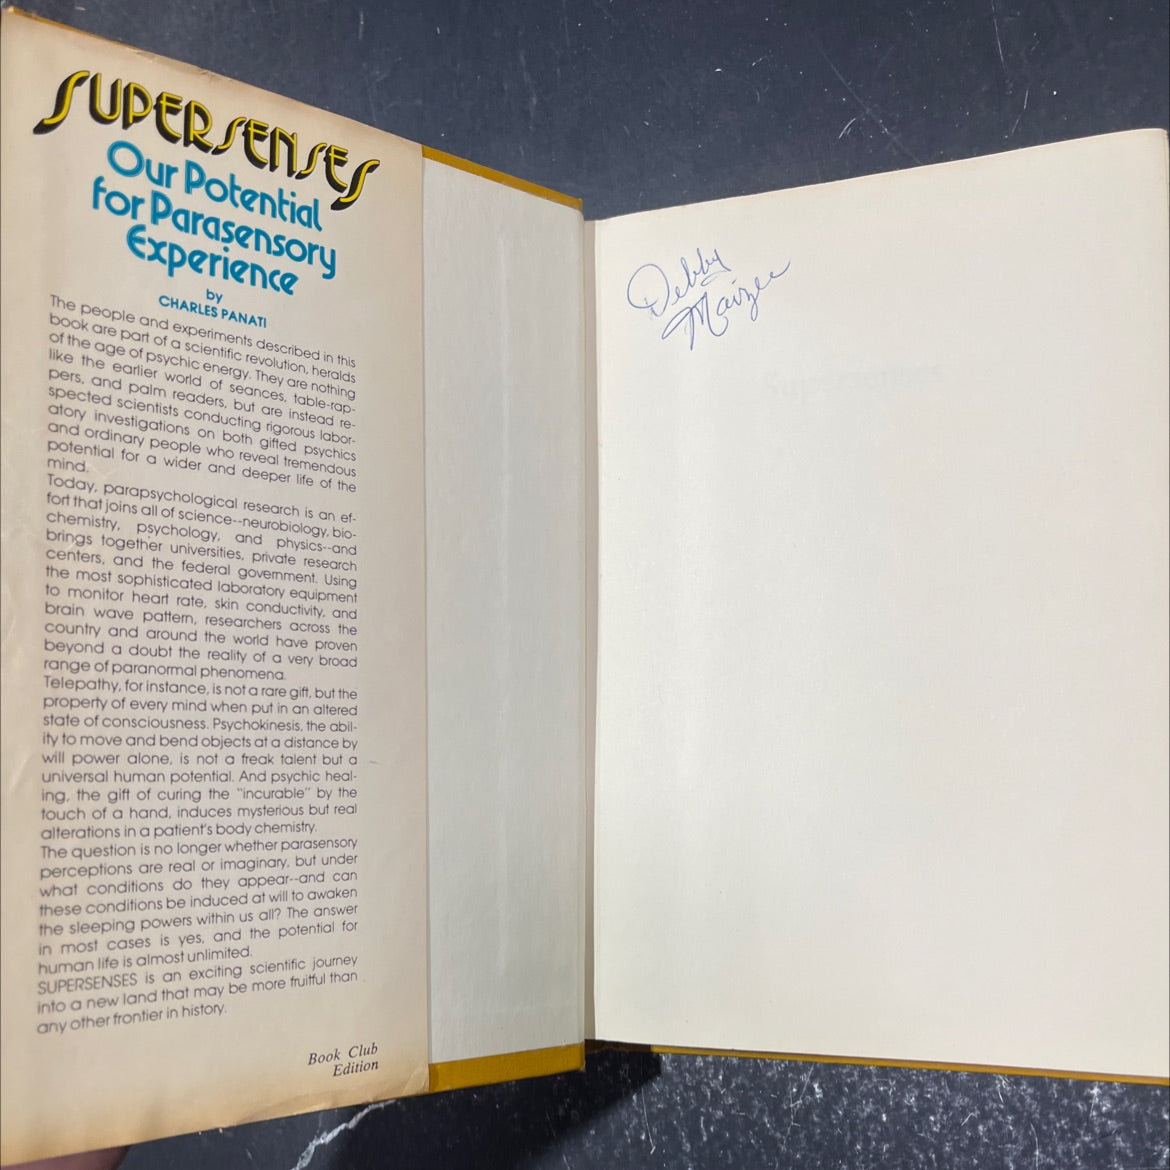 SUPERSENSES
Our Potential
for Parasensory
Experience
by
CHARLES PANATI
The people and experiments described in this
book are part of a scientific revolution, heralds
of the age of psychic energy. They are nothing
like the earlier world of seances, table-rap-
pers, and palm readers, but are instead re-
spected scientists conducting rigorous labor-
atory investigations on both gifted psychics
and ordinary people who reveal tremendous
potential for a wider and deeper life of the
mind.
Today, parapsychological research is an ef-
fort that joins all of science--neurobiology, bio-
chemistry, psychology, and physics--and
brings together universities, private research
centers, and the federal government. Using
the most sophisticated laboratory equipment
to monitor heart rate, skin conductivity, and
brain wave pattern, researchers across the
country and around the world have proven
beyond a doubt the reality of a very broad
range of paranormal phenomena.
Telepathy, for instance, is not a rare gift, but the
property of every mind when put in an altered
state of consciousness. Psychokinesis, the abil-
ity to move and bend objects at a distance by
will power alone, is not a freak talent but a
universal human potential. And psychic heal-
ing, the gift of curing the "incurable" by the
touch of a hand, induces mysterious but real
alterations in a patient's body chemistry.
The question is no longer whether parasensory
perceptions are real or imaginary, but under
what conditions do they appear--and can
these conditions be induced at will to awaken
the sleeping powers within us all? The answer
in most cases is yes, and the potential for
human life is almost unlimited.
SUPERSENSES is an exciting scientific journey
into a new land that may be more fruitful than
any other frontier in history.
Book Club
Edition
Debby
Maizee